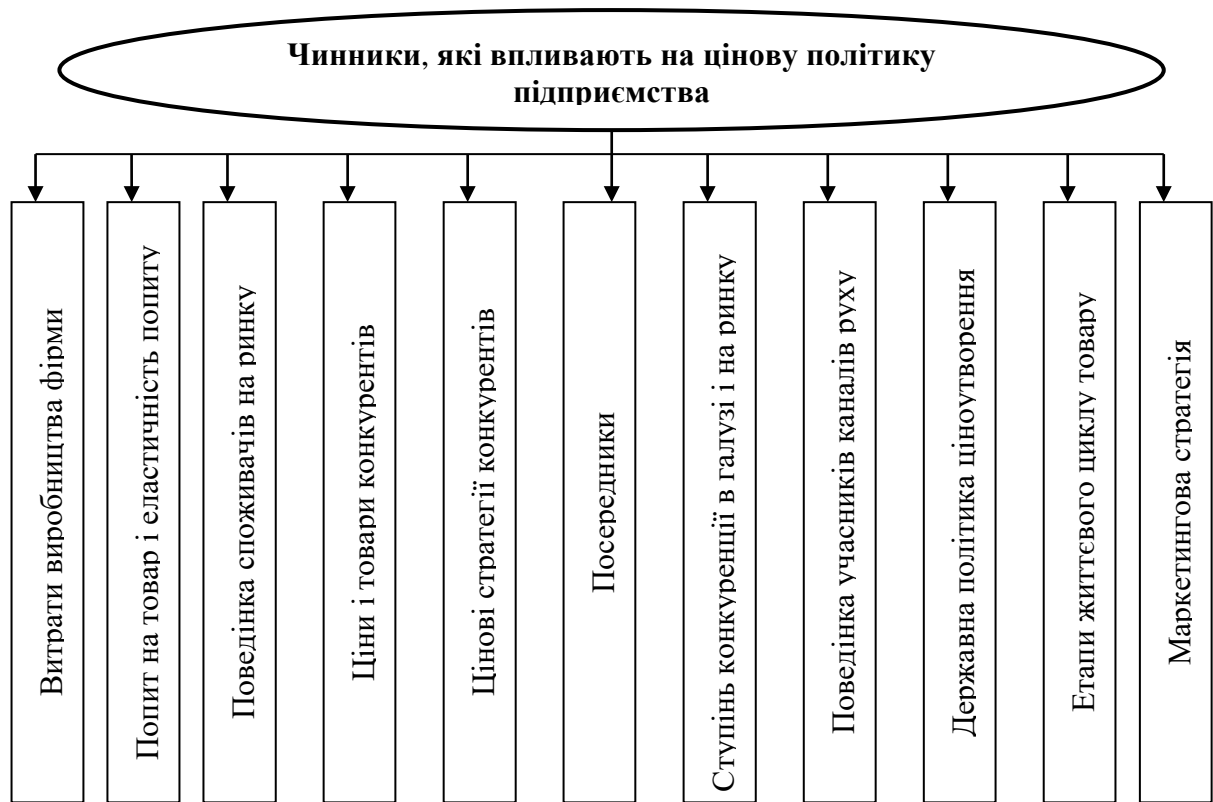 Чинники, які впливають на цінову політику
підприємства
Витрати виробництва фірми
Попит на товар і еластичність попиту
Поведінка споживачів на ринку
Ціни і товари конкурентів
Цінові стратегії конкурентів
Посередники
Ступінь конкуренції в галузі і на ринку
Поведінка учасників каналів руху
Державна політика ціноутворення
Етапи життєвого циклу товару
Маркетингова стратегія